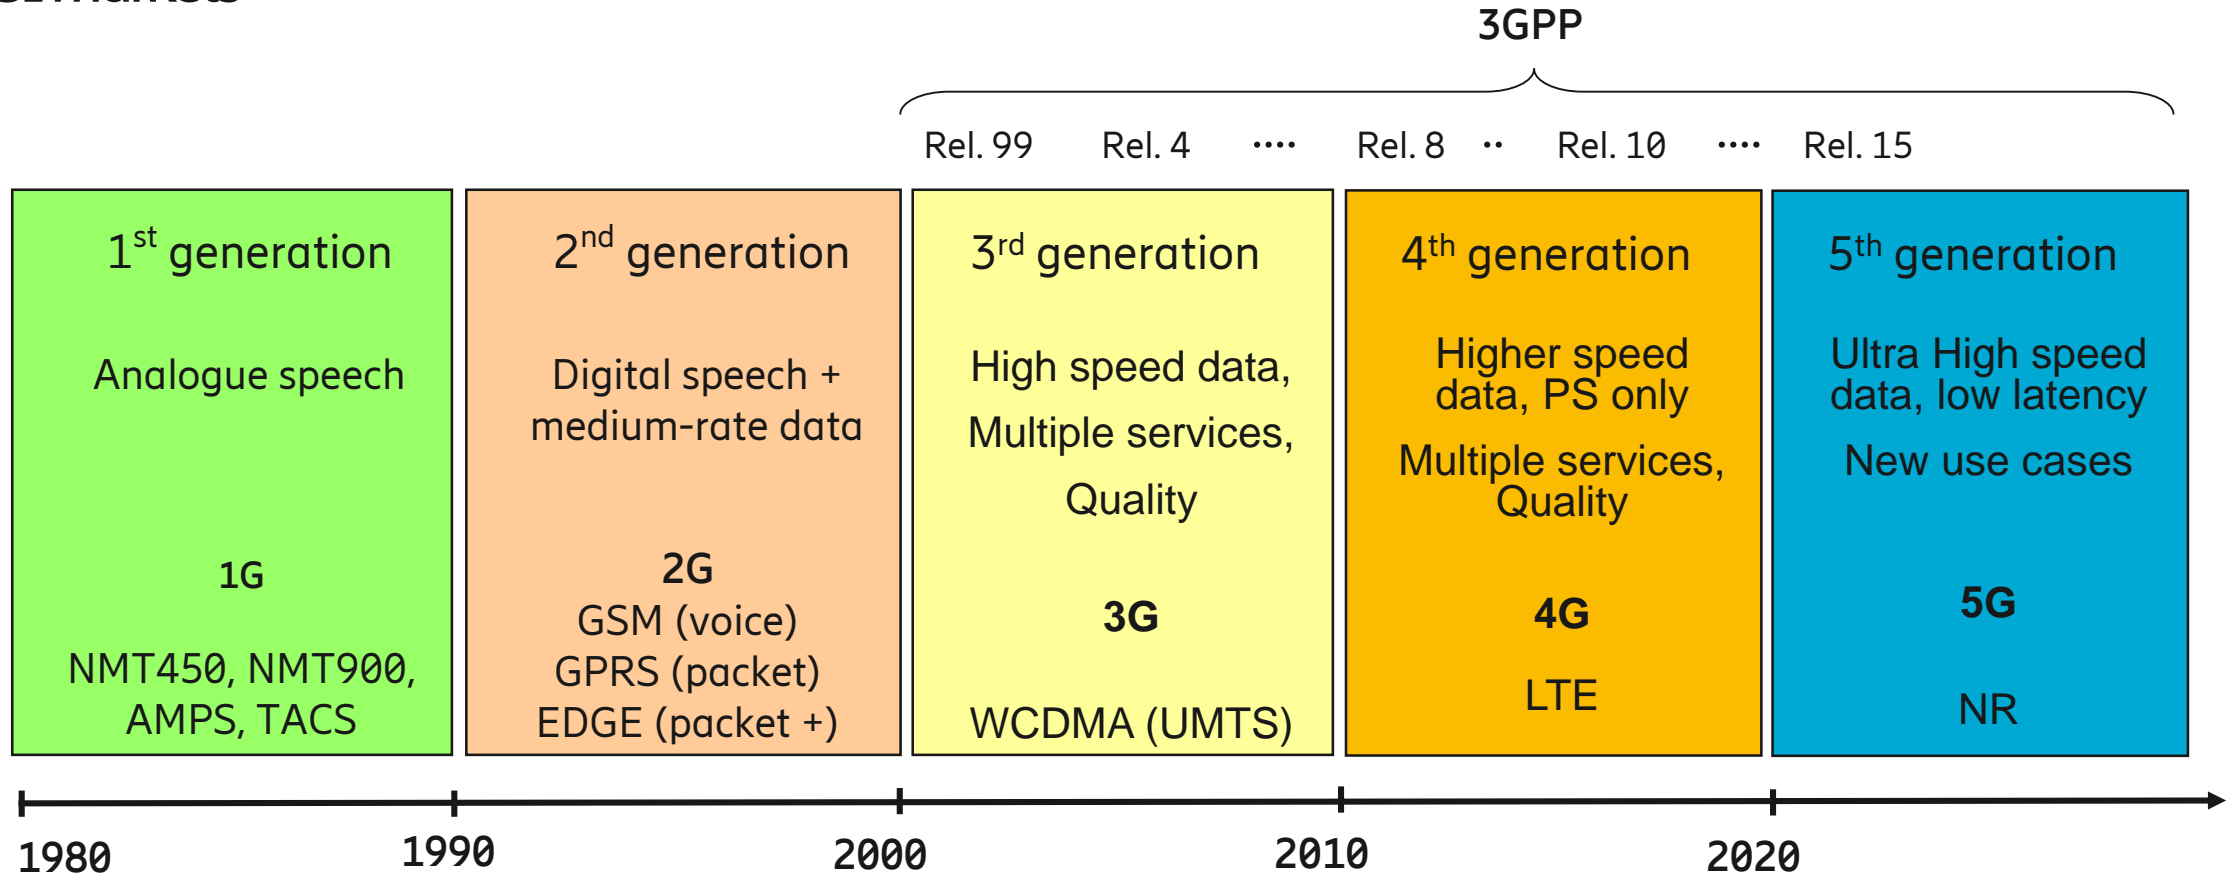 3GPP
Rel. 99 Rel. 4 .... Rel. 8 .. Rel. 10 .... Rel. 15
1st generation
Analogue speech
1G
NMT450, NMT900,
AMPS, TACS
2nd generation
Digital speech +
medium-rate data
2G
GSM (voice)
GPRS (packet)
EDGE (packet +)
3rd generation
High speed data,
Multiple services,
Quality
3G
WCDMA (UMTS)
4th generation
Higher speed
data, PS only
Multiple services,
Quality
4G
LTE
5th generation
Ultra High speed
data, low latency
New use cases
5G
NR
1980 1990 2000 2010 2020